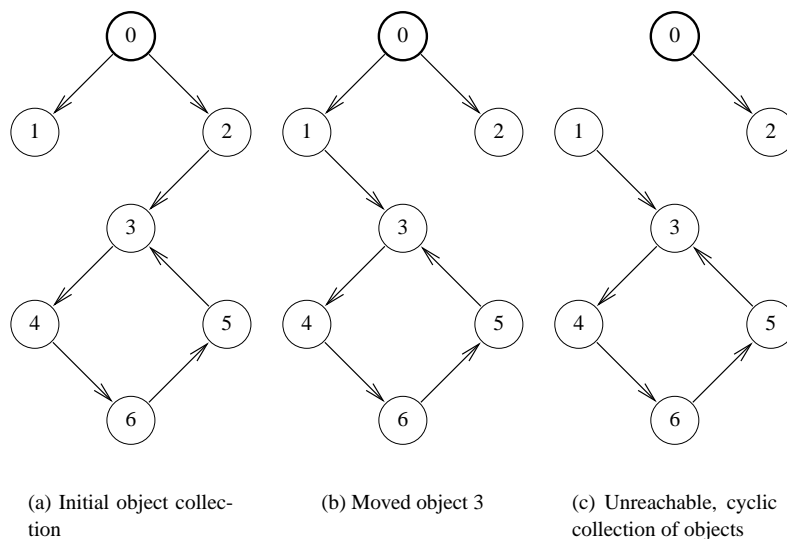 0 0 0
1 2 1 2 1 2
3 3 3
4 5 4 5 4 5
6 6 6
(a) Initial object collec-
tion
(b) Moved object 3
(c) Unreachable, cyclic
collection of objects